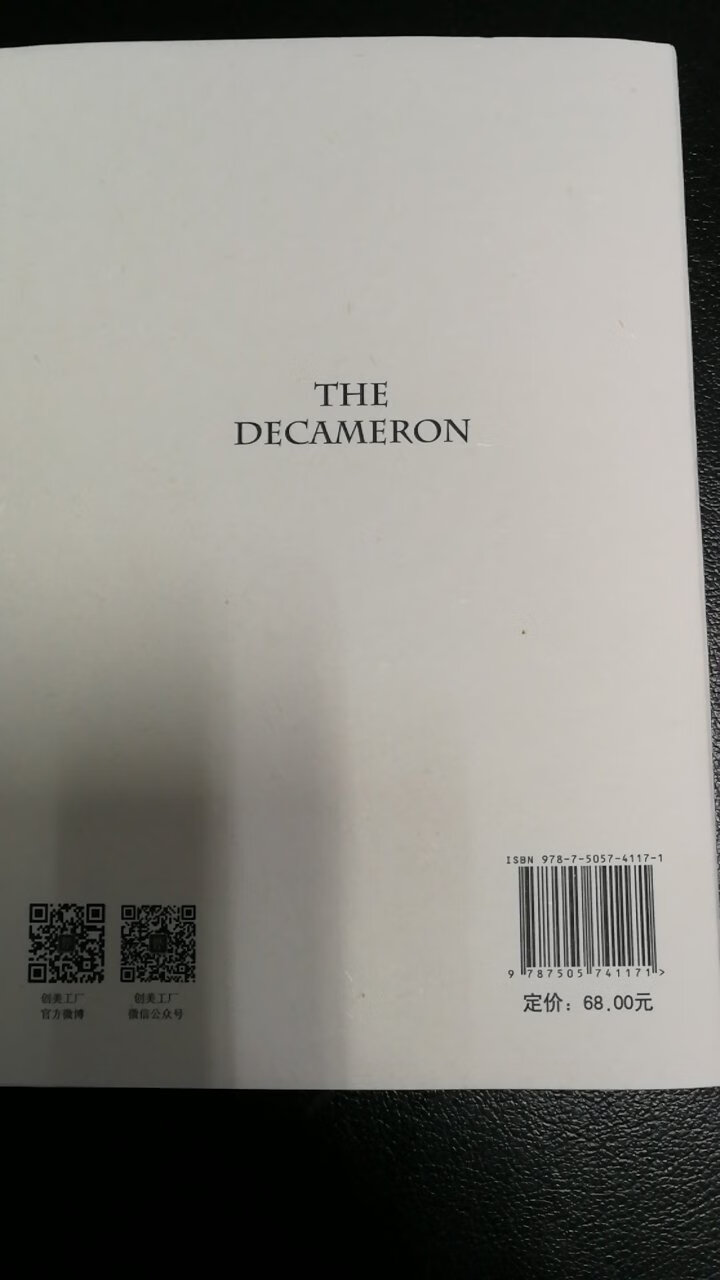 THE
DECAMERON
ISBN 978-7-5057-4117-1
9 787505 741171 >
定价：68.00元
创美工厂
官方微博
创美工厂
微信公众号